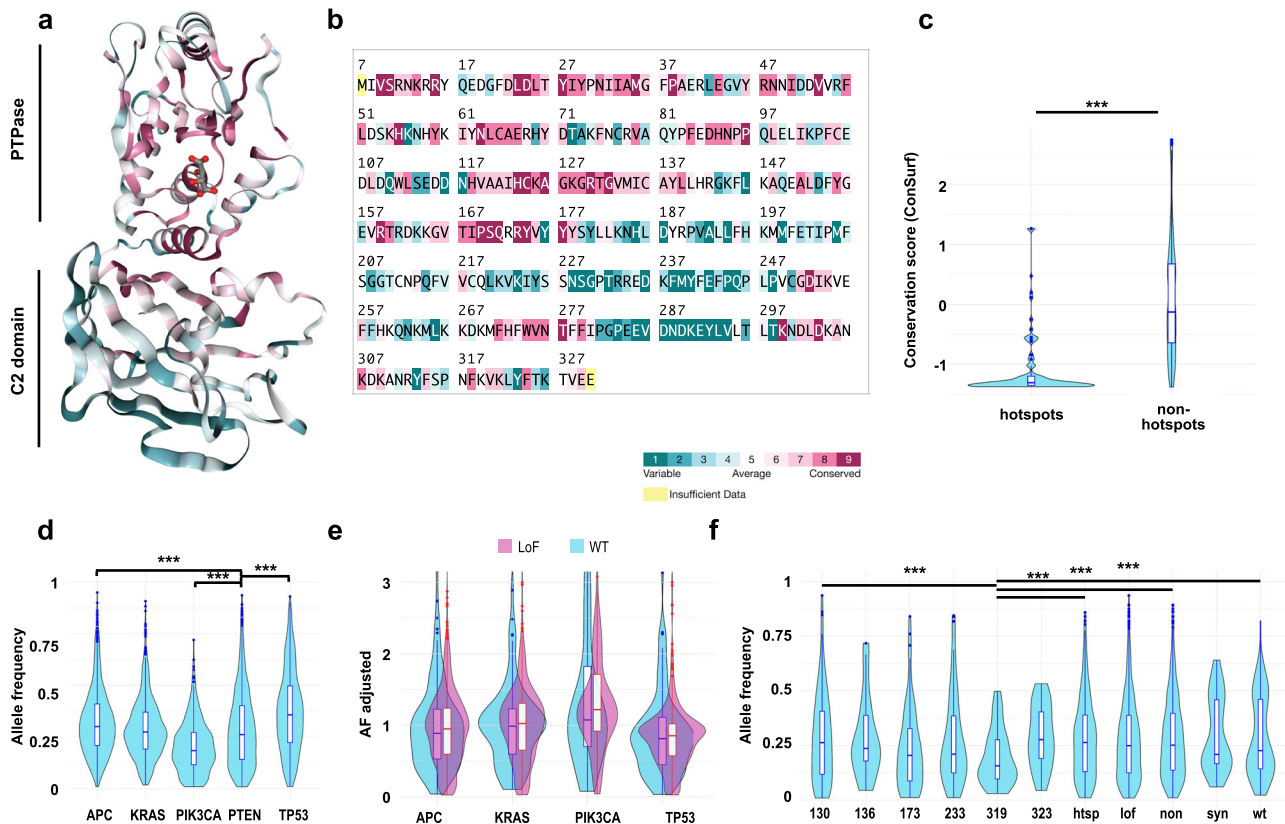 a
b
c
PTPase
C2 domain
7 17 27 37 47
MIVSRNKRRY QEDGFDLDLT YIYPNIIAMG FPAERLEGVY RNNIDDVVRF
51 61 71 81 97
LDSKHKNHYK IYNLCAERHY DTAKFNCRVA QYPFEDHNPP QLELIKPFCE
107 117 127 137 147
DLDQWLSEDD NHVAAIHCKA GKGRTGVMIC AYLLHRGKFL KAQEALDFYG
157 167 177 187 197
EVRTRDKKGV TIPSQRRYVY YYSYLLKNHL DYRPVALLFH KMMFETIPMF
207 217 227 237 247
SGGTCNPQFV VCQLKVKIYS SNSGPTRRED KFMYFEFPQP LPVCGDIKVE
257 267 277 287 297
FFHKQNKMLK KDKMFHFWVN TFFIPGPEEV DNDKEYLVLT LTKNDLDKAN
307 317 327
KDKANRYFSP NFKVKLYFTK TVEE
1 2 3 4 5 6 7 8 9
Variable Average Conserved
Insufficient Data
Conservation score (ConSurf)
***
2
1
0
-1
hotspots
non-
hotspots
d
Allele frequency
1
0.75
0.5
0.25
0
***
*** ***
APC KRAS PIK3CA PTEN TP53
e
LoF WT
AF adjusted
3
2
1
0
APC KRAS PIK3CA TP53
f
Allele frequency
1
0.75
0.5
0.25
0
*** *** *** ***
130 136 173 233 319 323 htsp lof non syn wt